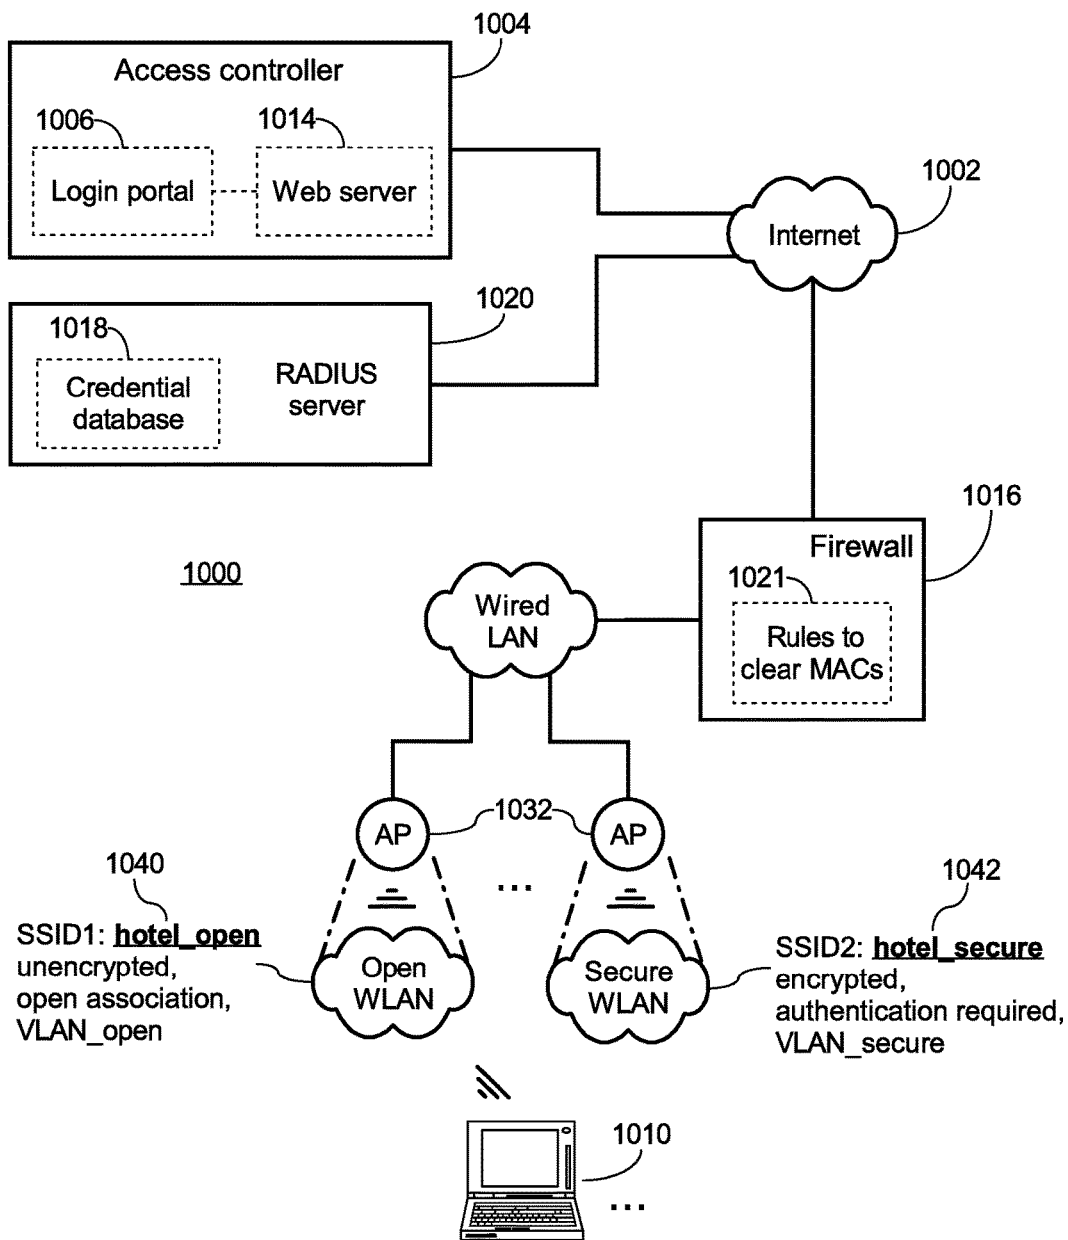 1004
Access controller
1006
1014
Login portal
Web server
1002
Internet
1020
1018
Credential
database
RADIUS
server
1016
Firewall
1021
Rules to
clear MACs
1000
Wired
LAN
AP
1032
AP
...
1040
SSID1: hotel_open
unencrypted,
open association,
VLAN_open
Open
WLAN
Secure
WLAN
1042
SSID2: hotel_secure
encrypted,
authentication required,
VLAN_secure
1010
...